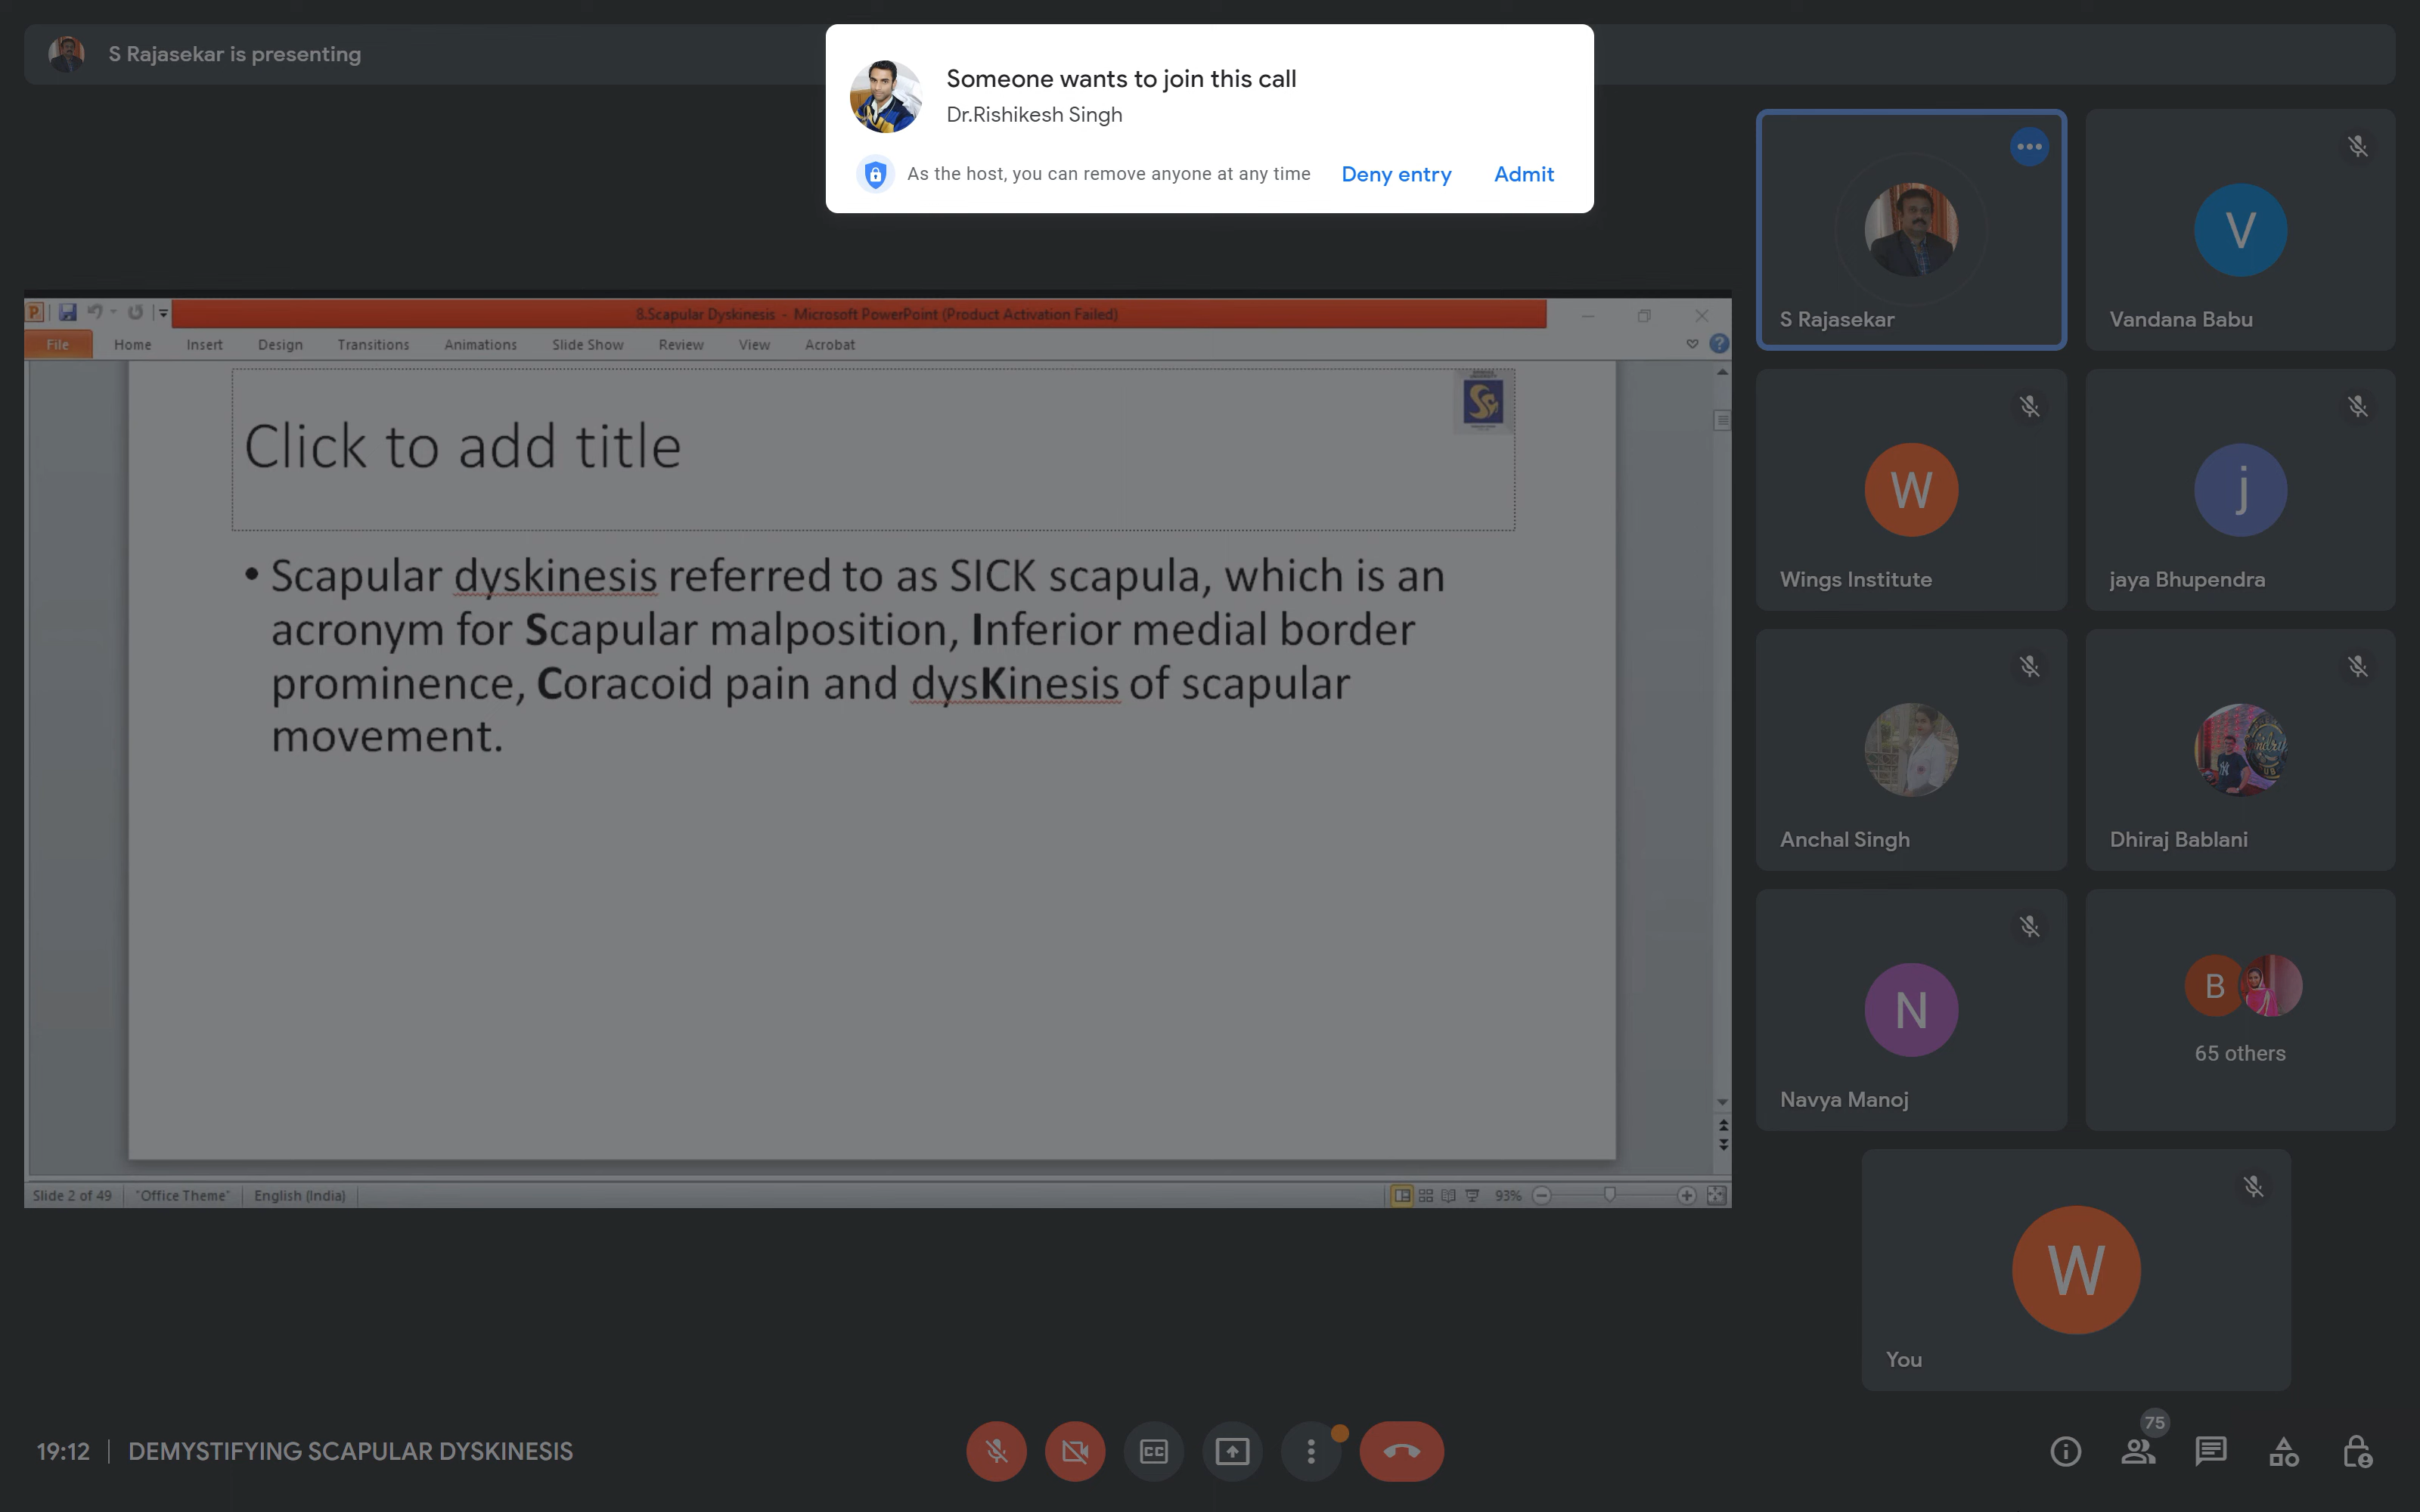 S Rajasekar is presenting
Someone wants to join this call
Dr.Rishikesh Singh
As the host, you can remove anyone at any time
Deny entry
Admit
8.Scapular Dyskinesis - Microsoft PowerPoint (Product Activation Failed)
File Home Insert Design Transitions Animations Slide Show Review View Acrobat
Click to add title
• Scapular dyskinesis referred to as SICK scapula, which is an
acronym for Scapular malposition, Inferior medial border
prominence, Coracoid pain and dysKinesis of scapular
movement.
Slide 2 of 49 "Office Theme" English (India) 93%
S Rajasekar
V
Vandana Babu
W
Wings Institute
j
jaya Bhupendra
Anchal Singh
Dhiraj Bablani
N
Navya Manoj
B
65 others
W
You
19:12 | DEMYSTIFYING SCAPULAR DYSKINESIS
CC
75